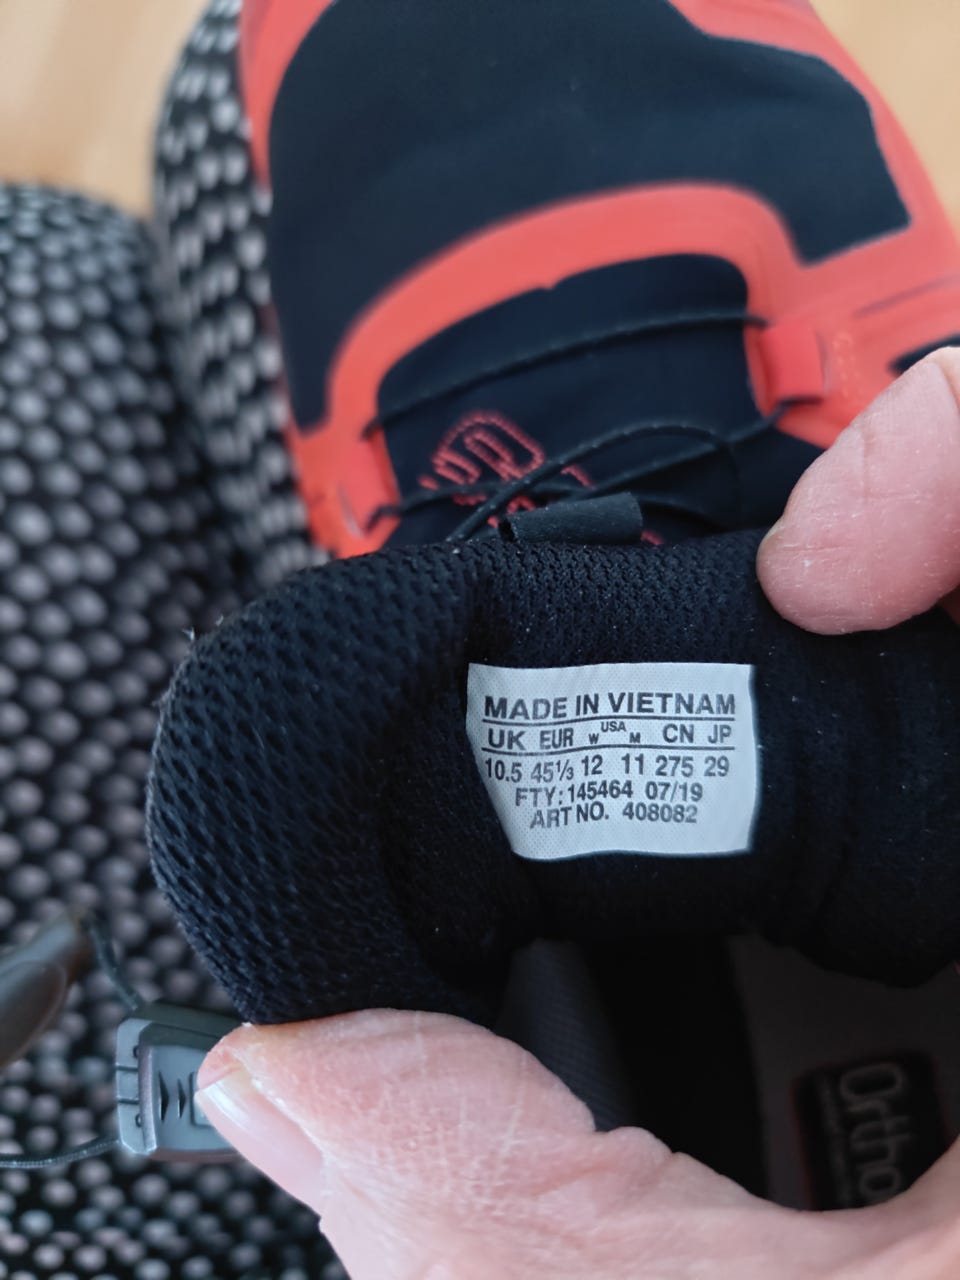 MADE IN VIETNAM
UK EUR W USA M CN JP
10.5 45⅓ 12 11 275 29
FTY: 145464 07/19
ART NO. 408082
Ortho